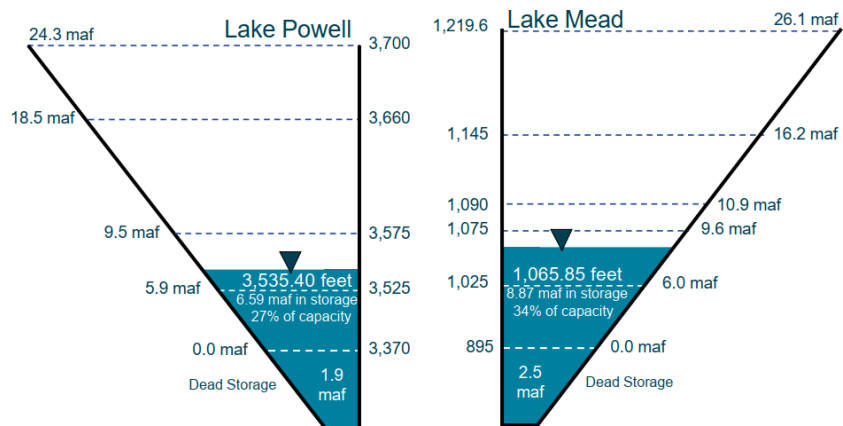 Lake Powell
24.3 maf
3,700
18.5 maf
3,660
9.5 maf
3,575
3,535.40 feet
5.9 maf
3,525
6.59 maf in storage
27% of capacity
0.0 maf
3,370
Dead Storage
1.9
maf
Lake Mead
1,219.6
26.1 maf
1,145
16.2 maf
1,090
10.9 maf
1,075
9.6 maf
1,065.85 feet
1,025
6.0 maf
8.87 maf in storage
34% of capacity
895
0.0 maf
2.5
maf
Dead Storage